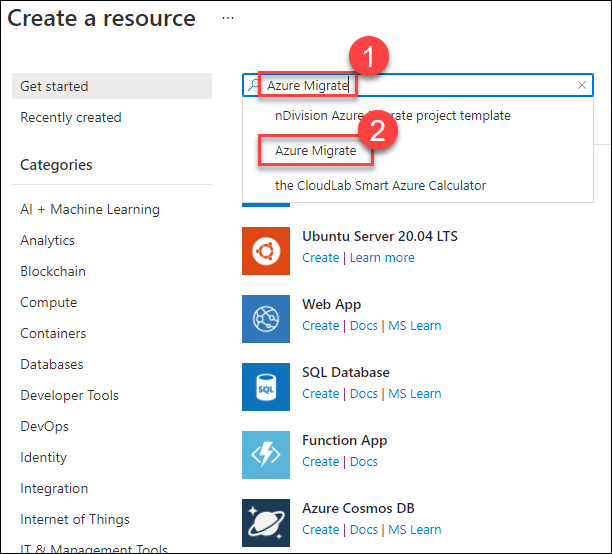 Create a resource ...
Get started
Recently created
Categories
AI + Machine Learning
Analytics
Blockchain
Compute
Containers
Databases
Developer Tools
DevOps
Identity
Integration
Internet of Things
IT & Management Tools
1
Azure Migrate
nDivision Azure rate project template
2
Azure Migrate
the CloudLab Smart Azure Calculator
Ubuntu Server 20.04 LTS
Create | Learn more
Web App
Create | Docs | MS Learn
SQL
SQL Database
Create | Docs | MS Learn
Function App
Create | Docs
Azure Cosmos DB
Create | Docs | MS Learn